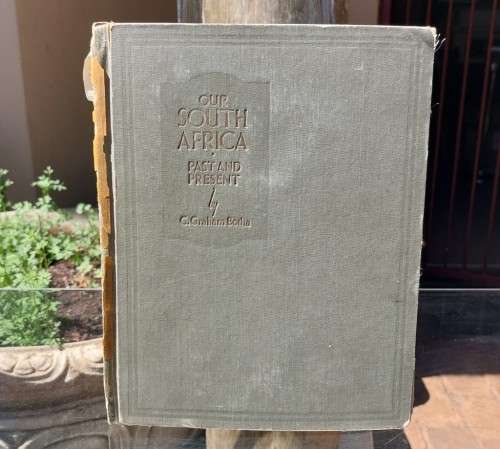 OUR
SOUTH
AFRICA
PAST AND
PRESENT
by
C. Graham Botha